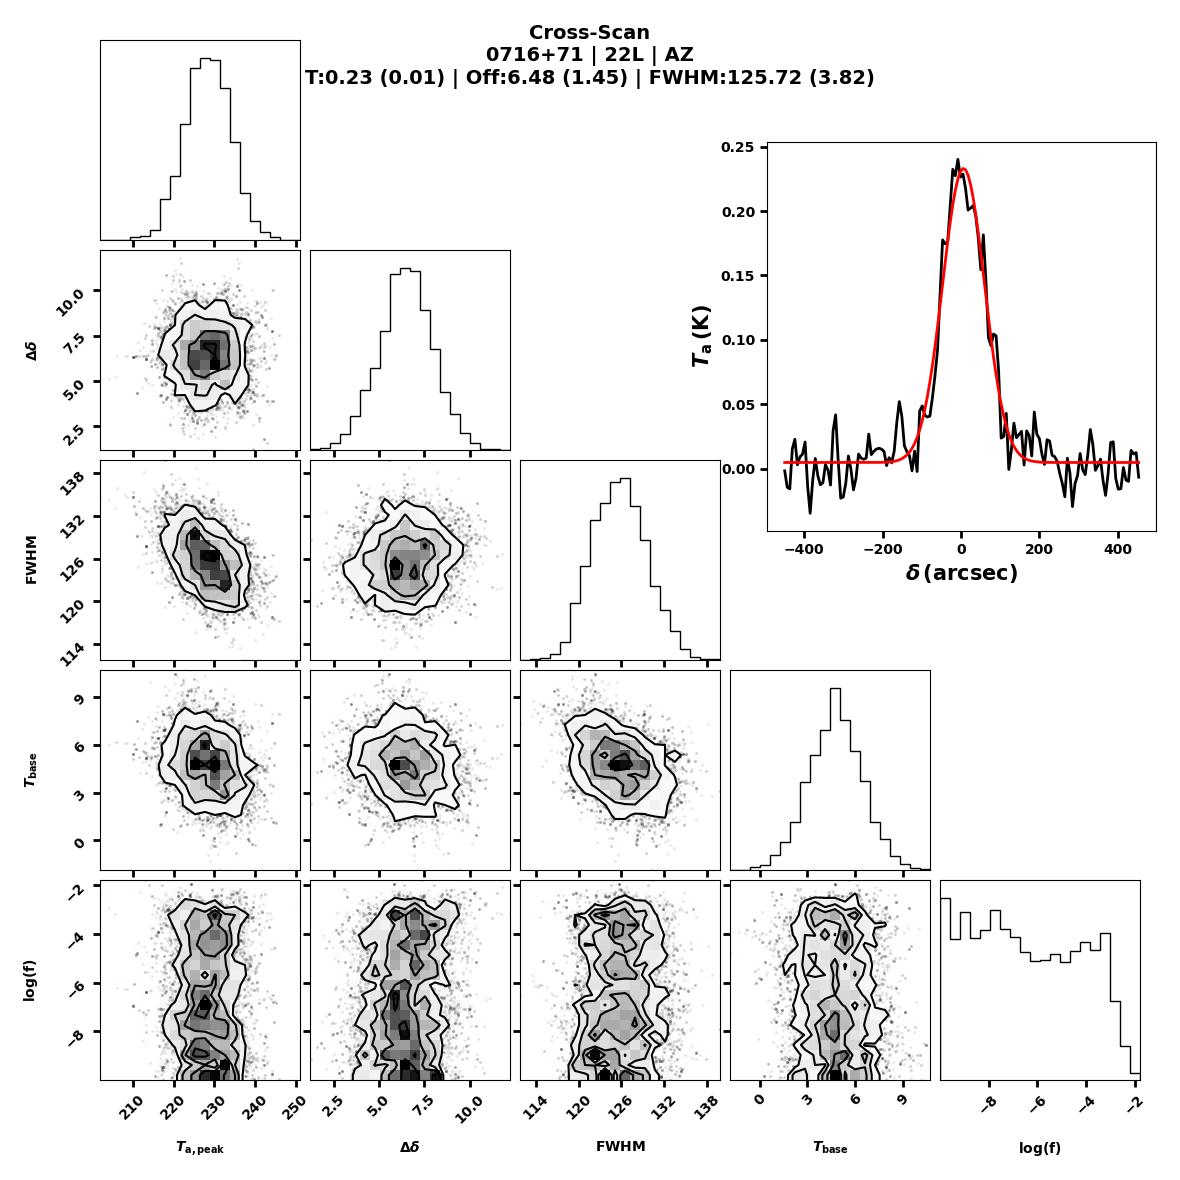 Cross-Scan
0716+71 | 22L | AZ
T:0.23 (0.01) | Off:6.48 (1.45) | FWHM:125.72 (3.82)
0.25
0.20
0.15
0.10
0.05
0.00
Ta (K)
−400 −200 0 200 400
δ (arcsec)
10.0
7.5
5.0
2.5
Δδ
138
132
126
120
114
FWHM
9
6
3
0
Tbase
−2
−4
−6
−8
log(f)
210 220 230 240 250
2.5 5.0 7.5 10.0
114 120 126 132 138
0 3 6 9
−8 −6 −4 −2
Ta,peak
Δδ
FWHM
Tbase
log(f)